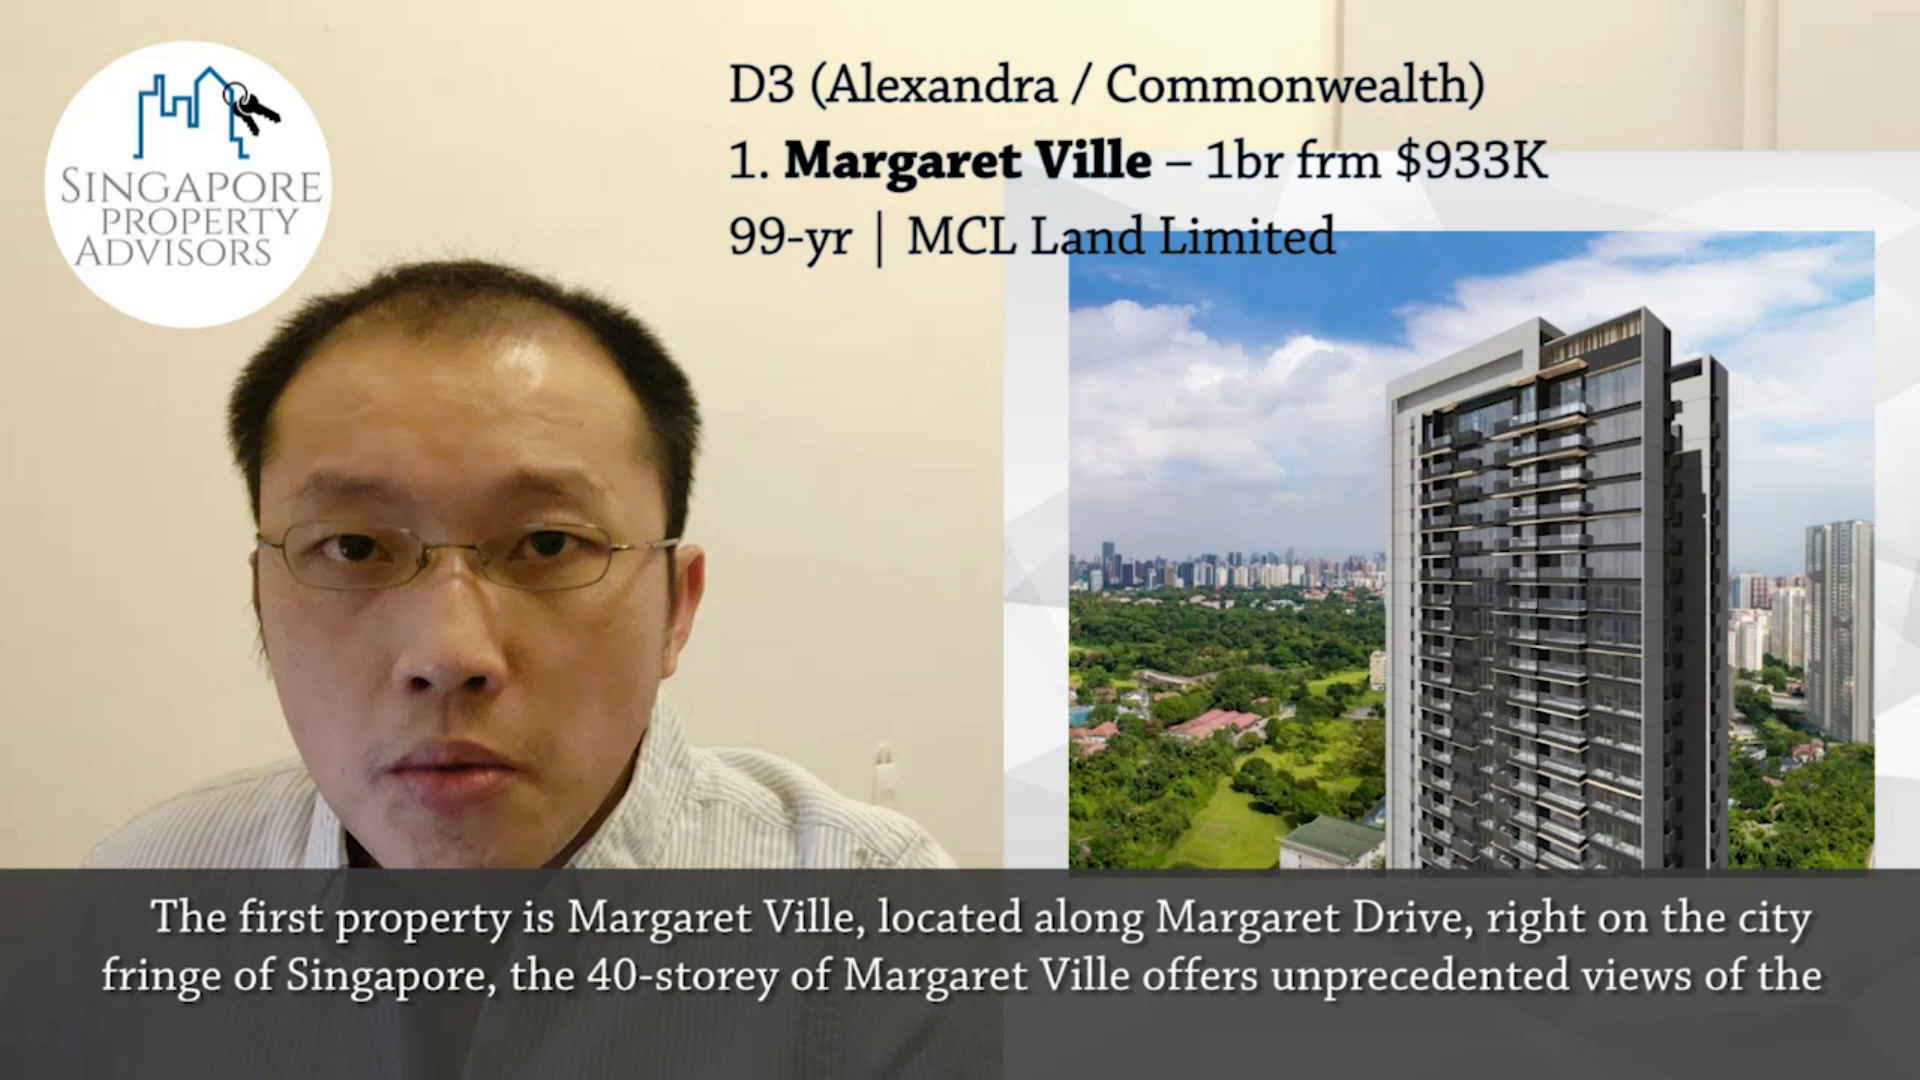 SINGAPORE
PROPERTY
ADVISORS
D3 (Alexandra / Commonwealth)
1. Margaret Ville – 1br frm $933K
99-yr | MCL Land Limited
The first property is Margaret Ville, located along Margaret Drive, right on the city
fringe of Singapore, the 40-storey of Margaret Ville offers unprecedented views of the